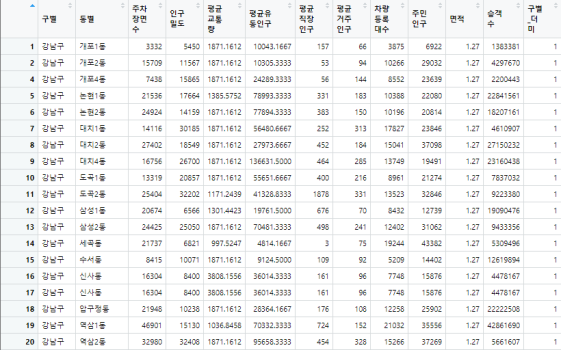 구별 동별 주차장면수 인구밀도 평균교통량 평균유동인구 평균직장인구 평균거주인구 차량등록대수 주민인구 면적 승객수 구별_더미
1 강남구 개포1동 3332 5450 1871.1612 10043.1667 157 66 3875 6922 1.27 1383381 1
2 강남구 개포2동 15709 11567 1871.1612 10305.3333 53 94 10266 29032 1.27 4297670 1
4 강남구 개포4동 7438 15865 1871.1612 24289.3333 56 144 8552 23639 1.27 2200443 1
5 강남구 논현1동 21536 17664 1385.5752 78993.3333 331 183 10388 22080 1.27 22841561 1
6 강남구 논현2동 24924 14159 1871.1612 77894.3333 383 150 10196 20814 1.27 18207161 1
7 강남구 대치1동 14116 30185 1871.1612 56480.6667 252 313 17827 23846 1.27 4610907 1
8 강남구 대치2동 27402 18549 1871.1612 27973.6667 452 184 15041 37098 1.27 27150232 1
9 강남구 대치4동 16756 26700 1871.1612 136631.5000 464 285 13749 19491 1.27 23160438 1
10 강남구 도곡1동 13319 20857 1871.1612 55651.6667 400 216 8961 21274 1.27 7837032 1
11 강남구 도곡2동 25404 32202 1171.2439 41328.8333 1878 331 13523 32846 1.27 9223380 1
12 강남구 삼성1동 20674 6566 1301.4423 19761.5000 676 70 8432 12739 1.27 19090476 1
13 강남구 삼성2동 24425 25050 1871.1612 70481.3333 498 241 12402 31062 1.27 9433356 1
14 강남구 세곡동 21737 6821 997.5247 4814.1667 3 75 19244 43382 1.27 5309496 1
15 강남구 수서동 8415 10071 1871.1612 9124.5000 109 92 5209 14402 1.27 12619894 1
16 강남구 신사동 16304 8400 3808.1556 36014.3333 161 96 7748 15876 1.27 4478167 1
17 강남구 신사동 16304 8400 3808.1556 36014.3333 161 96 7748 15876 1.27 4478167 1
18 강남구 압구정동 21948 10238 1871.1612 28364.1667 176 108 12258 25902 1.27 22222508 1
19 강남구 역삼1동 46901 15130 1036.8458 70332.3333 724 152 21032 35556 1.27 42861690 1
20 강남구 역삼2동 32980 32408 1871.1612 95658.3333 454 328 15266 37269 1.27 5661607 1